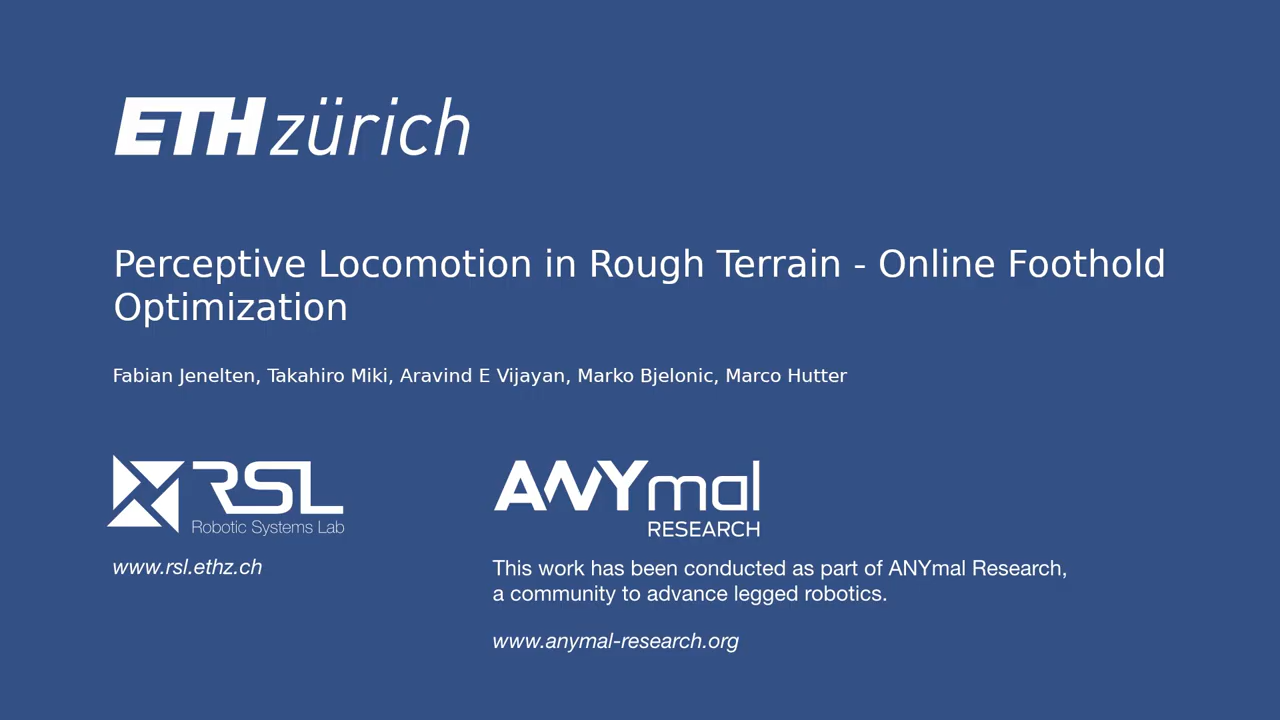 ETH zürich
Perceptive Locomotion in Rough Terrain - Online Foothold
Optimization
Fabian Jenelten, Takahiro Miki, Aravind E Vijayan, Marko Bjelonic, Marco Hutter
RSL
Robotic Systems Lab
www.rsl.ethz.ch
ANYmal
RESEARCH
This work has been conducted as part of ANYmal Research,
a community to advance legged robotics.
www.anymal-research.org